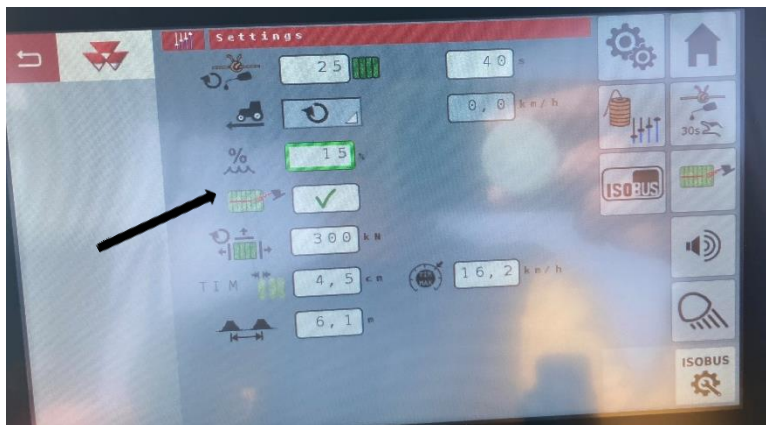 Settings
25 40 s
0,0 km/h
30s
% 15 %
ISOBUS
300 kN
TIM 4,5 cm 16,2 km/h
6,1 m
ISOBUS